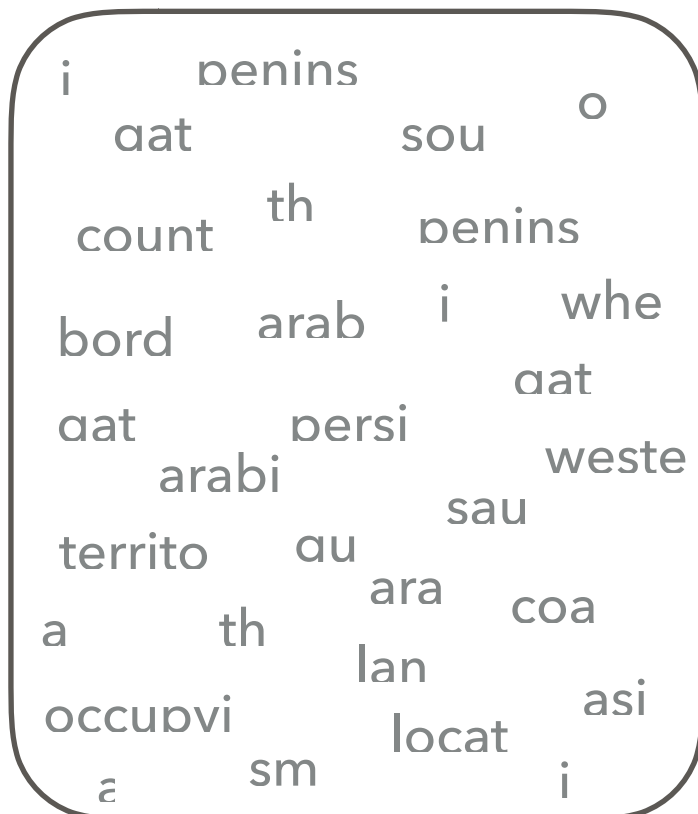 i penins
o
qat sou
th
count penins
i whe
bord arab
qat
qat persi
weste
arabi
sau
territo gu
ara coa
a th
lan
asi
occupyi
locat
sm i
a